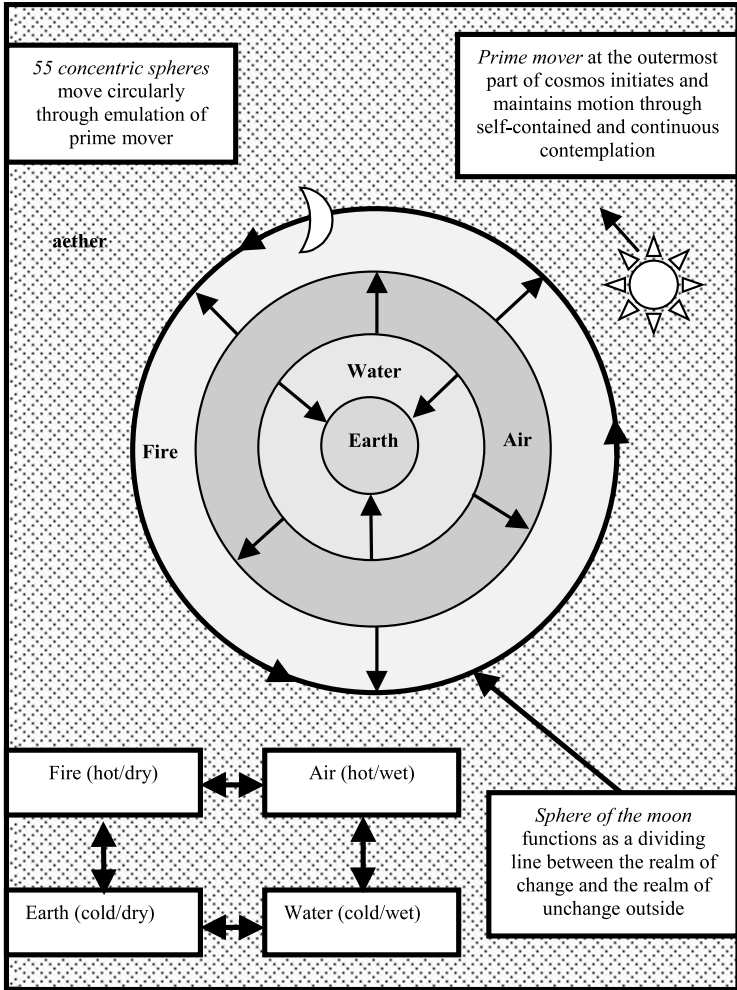 55 concentric spheres
move circularly
through emulation of
prime mover
Prime mover at the outermost
part of cosmos initiates and
maintains motion through
self-contained and continuous
contemplation
aether
Water
Earth
Fire
Air
Fire (hot/dry)
Air (hot/wet)
Earth (cold/dry)
Water (cold/wet)
Sphere of the moon
functions as a dividing
line between the realm of
change and the realm of
unchange outside